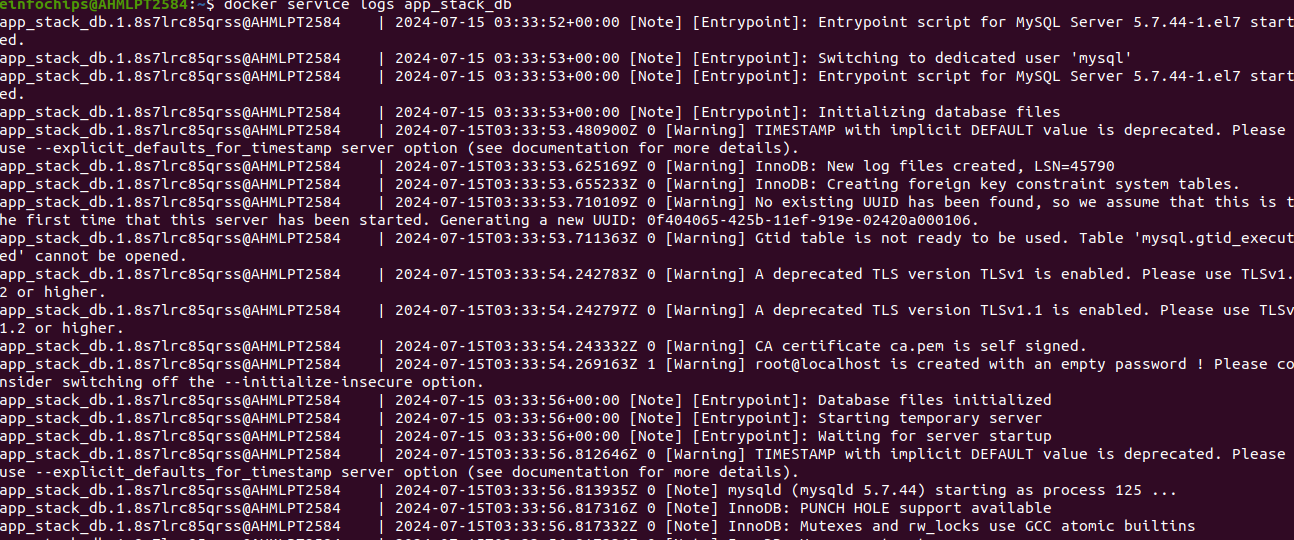 einfochips@AHMLPT2584:~$ docker service logs app_stack_db
app_stack_db.1.8s7lrc85qrss@AHMLPT2584    | 2024-07-15 03:33:52+00:00 [Note] [Entrypoint]: Entrypoint script for MySQL Server 5.7.44-1.el7 start
ed.
app_stack_db.1.8s7lrc85qrss@AHMLPT2584    | 2024-07-15 03:33:53+00:00 [Note] [Entrypoint]: Switching to dedicated user 'mysql'
app_stack_db.1.8s7lrc85qrss@AHMLPT2584    | 2024-07-15 03:33:53+00:00 [Note] [Entrypoint]: Entrypoint script for MySQL Server 5.7.44-1.el7 start
ed.
app_stack_db.1.8s7lrc85qrss@AHMLPT2584    | 2024-07-15 03:33:53+00:00 [Note] [Entrypoint]: Initializing database files
app_stack_db.1.8s7lrc85qrss@AHMLPT2584    | 2024-07-15T03:33:53.480900Z 0 [Warning] TIMESTAMP with implicit DEFAULT value is deprecated. Please
use --explicit_defaults_for_timestamp server option (see documentation for more details).
app_stack_db.1.8s7lrc85qrss@AHMLPT2584    | 2024-07-15T03:33:53.625169Z 0 [Warning] InnoDB: New log files created, LSN=45790
app_stack_db.1.8s7lrc85qrss@AHMLPT2584    | 2024-07-15T03:33:53.655233Z 0 [Warning] InnoDB: Creating foreign key constraint system tables.
app_stack_db.1.8s7lrc85qrss@AHMLPT2584    | 2024-07-15T03:33:53.710109Z 0 [Warning] No existing UUID has been found, so we assume that this is t
he first time that this server has been started. Generating a new UUID: 0f404065-425b-11ef-919e-02420a000106.
app_stack_db.1.8s7lrc85qrss@AHMLPT2584    | 2024-07-15T03:33:53.711363Z 0 [Warning] Gtid table is not ready to be used. Table 'mysql.gtid_execut
ed' cannot be opened.
app_stack_db.1.8s7lrc85qrss@AHMLPT2584    | 2024-07-15T03:33:54.242783Z 0 [Warning] A deprecated TLS version TLSv1 is enabled. Please use TLSv1.
2 or higher.
app_stack_db.1.8s7lrc85qrss@AHMLPT2584    | 2024-07-15T03:33:54.242797Z 0 [Warning] A deprecated TLS version TLSv1.1 is enabled. Please use TLSv
1.2 or higher.
app_stack_db.1.8s7lrc85qrss@AHMLPT2584    | 2024-07-15T03:33:54.243332Z 0 [Warning] CA certificate ca.pem is self signed.
app_stack_db.1.8s7lrc85qrss@AHMLPT2584    | 2024-07-15T03:33:54.269163Z 1 [Warning] root@localhost is created with an empty password ! Please co
nsider switching off the --initialize-insecure option.
app_stack_db.1.8s7lrc85qrss@AHMLPT2584    | 2024-07-15 03:33:56+00:00 [Note] [Entrypoint]: Database files initialized
app_stack_db.1.8s7lrc85qrss@AHMLPT2584    | 2024-07-15 03:33:56+00:00 [Note] [Entrypoint]: Starting temporary server
app_stack_db.1.8s7lrc85qrss@AHMLPT2584    | 2024-07-15 03:33:56+00:00 [Note] [Entrypoint]: Waiting for server startup
app_stack_db.1.8s7lrc85qrss@AHMLPT2584    | 2024-07-15T03:33:56.812646Z 0 [Warning] TIMESTAMP with implicit DEFAULT value is deprecated. Please
use --explicit_defaults_for_timestamp server option (see documentation for more details).
app_stack_db.1.8s7lrc85qrss@AHMLPT2584    | 2024-07-15T03:33:56.813935Z 0 [Note] mysqld (mysqld 5.7.44) starting as process 125 ...
app_stack_db.1.8s7lrc85qrss@AHMLPT2584    | 2024-07-15T03:33:56.817316Z 0 [Note] InnoDB: PUNCH HOLE support available
app_stack_db.1.8s7lrc85qrss@AHMLPT2584    | 2024-07-15T03:33:56.817332Z 0 [Note] InnoDB: Mutexes and rw_locks use GCC atomic builtins